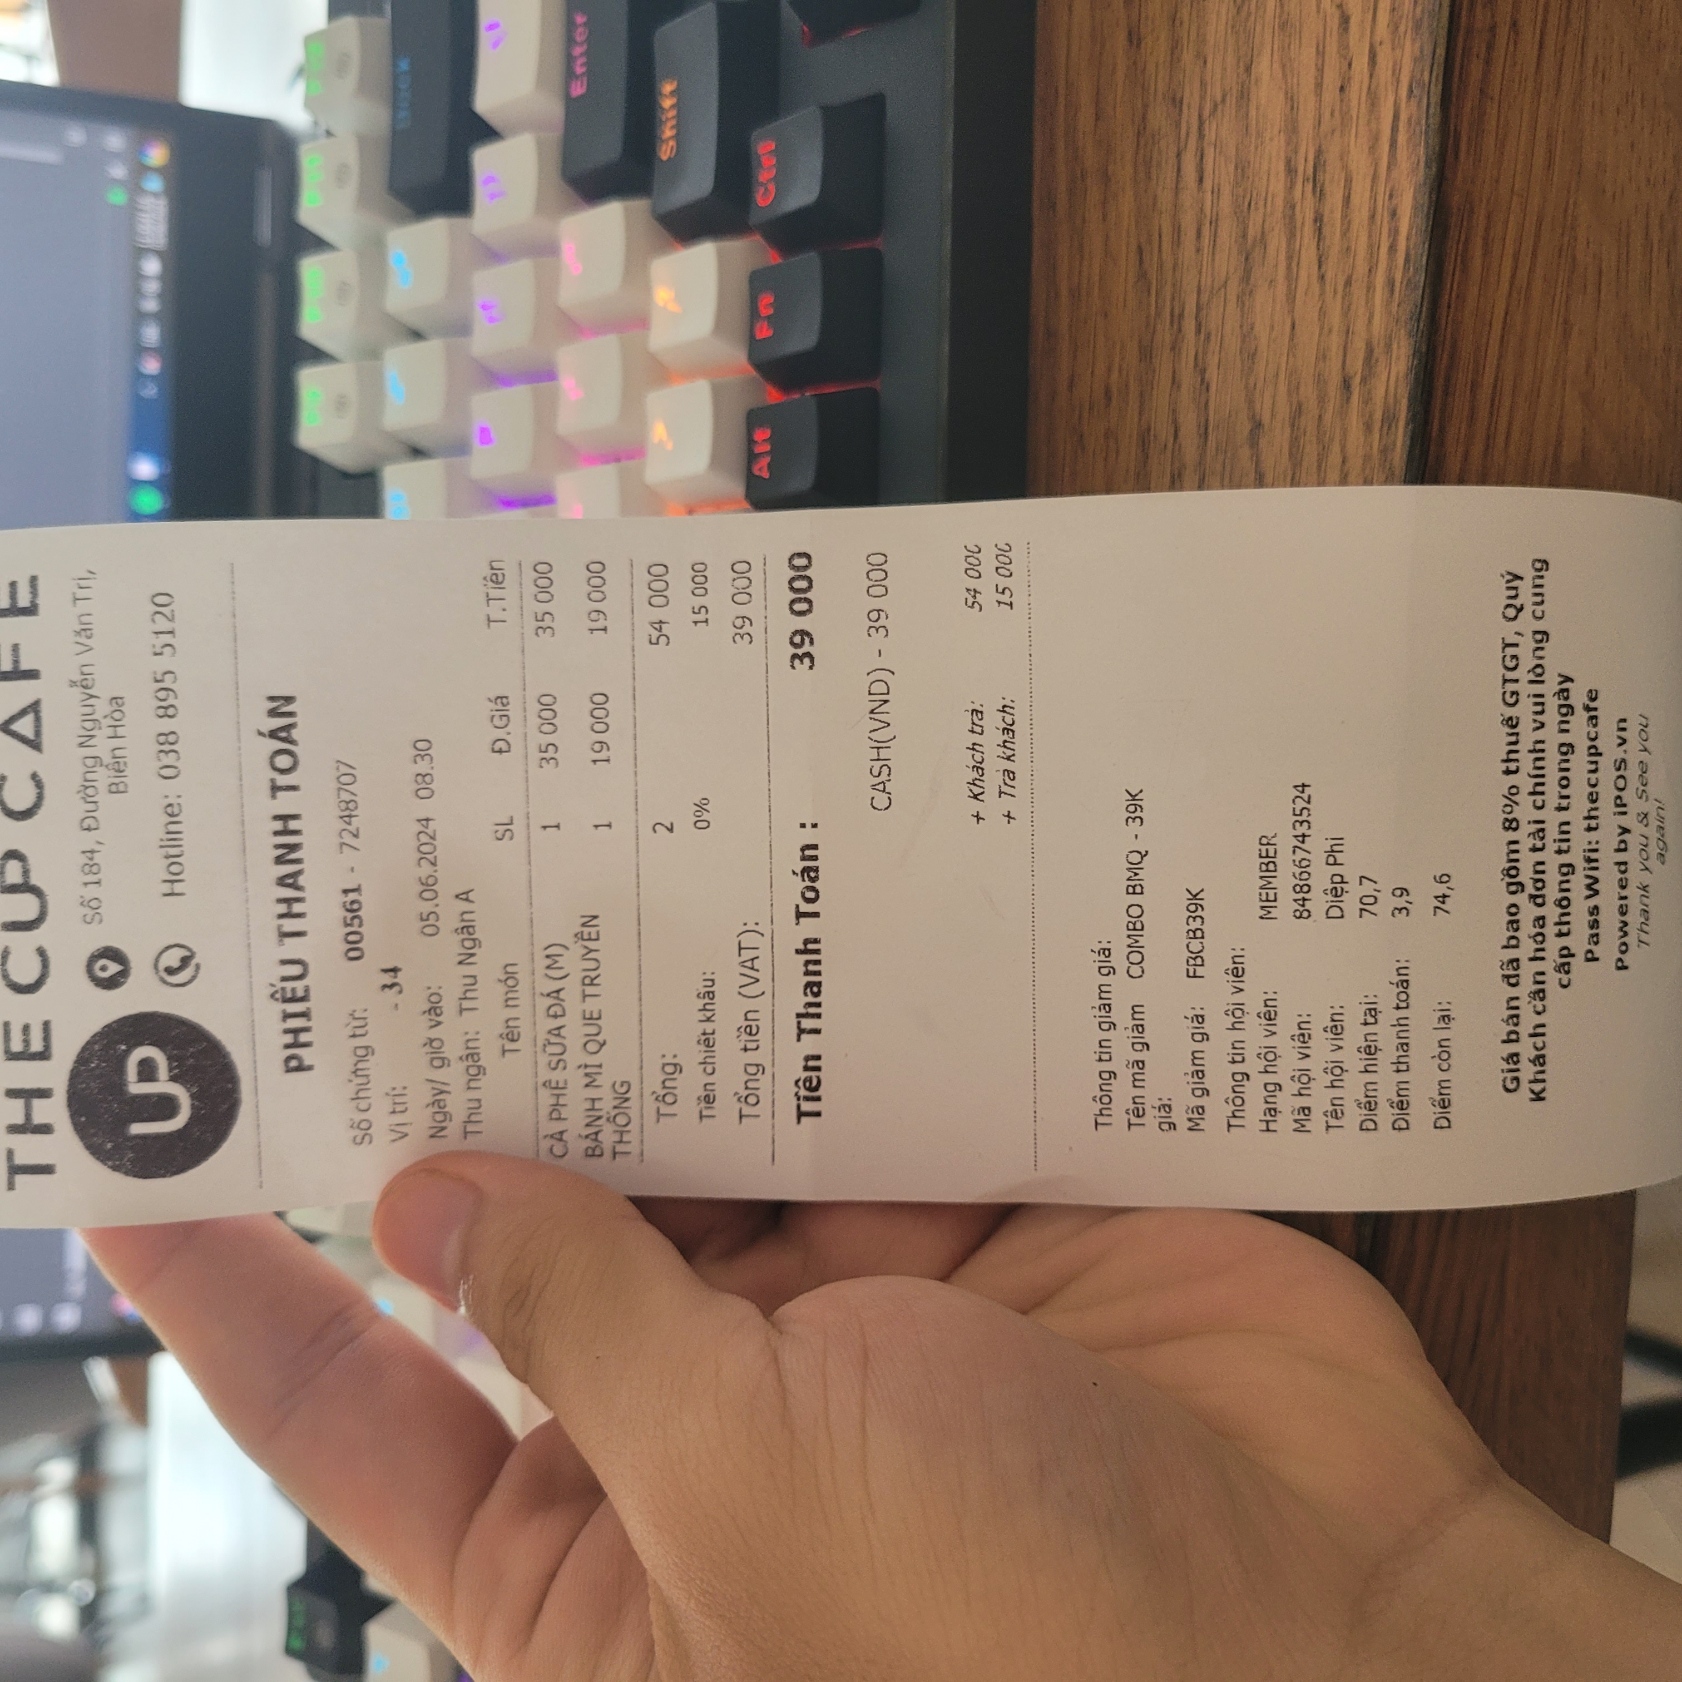 THE CUP CAFE
UP
Số 184, Đường Nguyễn Văn Trị,
Biên Hòa
Hotline: 038 895 5120
PHIẾU THANH TOÁN
Số chứng từ: 00561 - 7248707
Vị trí: - 34
Ngày/ giờ vào: 05.06.2024 08.30
Thu ngân: Thu Ngân A
Tên món SL Đ.Giá T.Tiền
CÀ PHÊ SỮA ĐÁ (M) 1 35 000 35 000
BÁNH MÌ QUE TRUYỀN
THỐNG 1 19 000 19 000
Tổng: 2 54 000
Tiền chiết khấu: 0% 15 000
Tổng tiền (VAT): 39 000
Tiền Thanh Toán : 39 000
CASH(VND) - 39 000
+ Khách trả: 54 000
+ Trả khách: 15 000
Thông tin giảm giá:
Tên mã giảm COMBO BMQ - 39K
giá:
Mã giảm giá: FBCB39K
Thông tin hội viên:
Hạng hội viên: MEMBER
Mã hội viên: 84866743524
Tên hội viên: Diệp Phi
Điểm hiện tại: 70,7
Điểm thanh toán: 3,9
Điểm còn lại: 74,6
Giá bán đã bao gồm 8% thuế GTGT, Quý
Khách cần hóa đơn tài chính vui lòng cung
cấp thông tin trong ngày
Pass Wifi: thecupcafe
Powered by iPOS.vn
Thank you & See you
again!
Enter
Shift
Alt Fn Ctrl